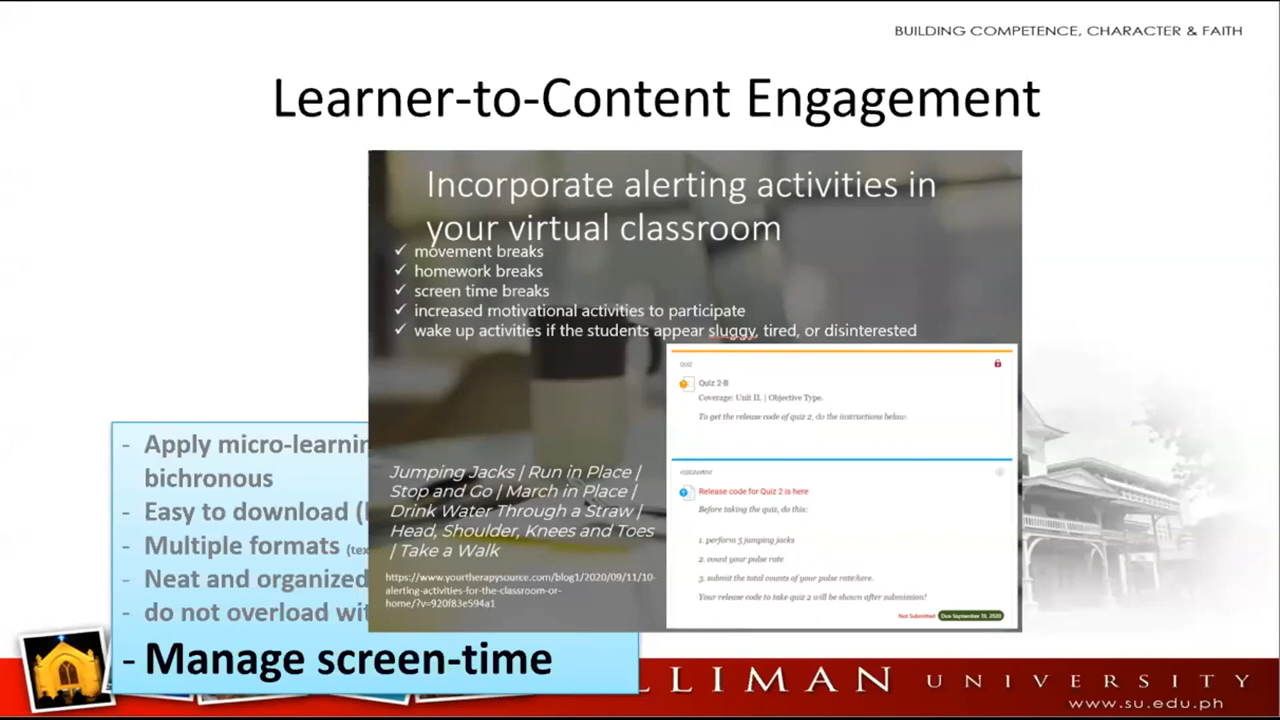 BUILDING COMPETENCE, CHARACTER & FAITH
Learner-to-Content Engagement
Incorporate alerting activities in
your virtual classroom
✓ movement breaks
✓ homework breaks
✓ screen time breaks
✓ increased motivational activities to participate
✓ wake up activities if the students appear sluggy, tired, or disinterested
QUIZ
Quiz 2-B
Coverage: Unit II. | Objective Type.
To get the release code of quiz 2, do the instructions below.
ASSIGNMENT
Release code for Quiz 2 is here
Before taking the quiz, do this:
1. perform 5 jumping jacks
2. count your pulse rate
3. submit the total counts of your pulse rate here.
Your release code to take quiz 2 will be shown after submission!
Not Submitted Due September 19, 2020
Jumping Jacks | Run in Place |
Stop and Go | March in Place |
Drink Water Through a Straw |
Head, Shoulder, Knees and Toes
| Take a Walk
https://www.yourtherapysource.com/blog1/2020/09/11/10-
alerting-activities-for-the-classroom-or-
home/?v=920f83e594a1
- Apply micro-learnin
bichronous
- Easy to download (
- Multiple formats (tex
- Neat and organized
- do not overload wit
- Manage screen-time
LLIMAN UNIVERSITY
www.su.edu.ph